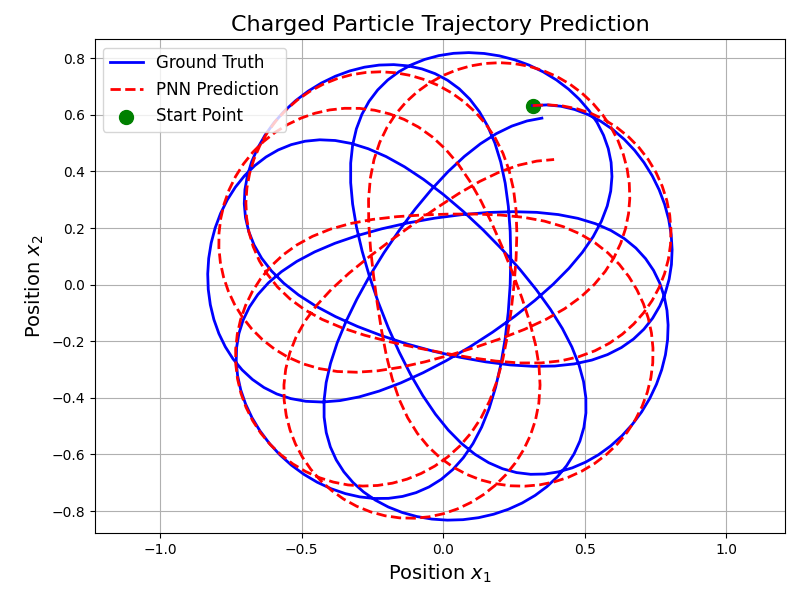 Charged Particle Trajectory Prediction
Ground Truth
PNN Prediction
Start Point
0.8
0.6
0.4
0.2
0.0
−0.2
−0.4
−0.6
−0.8
Position x₂
−1.0 −0.5 0.0 0.5 1.0
Position x₁